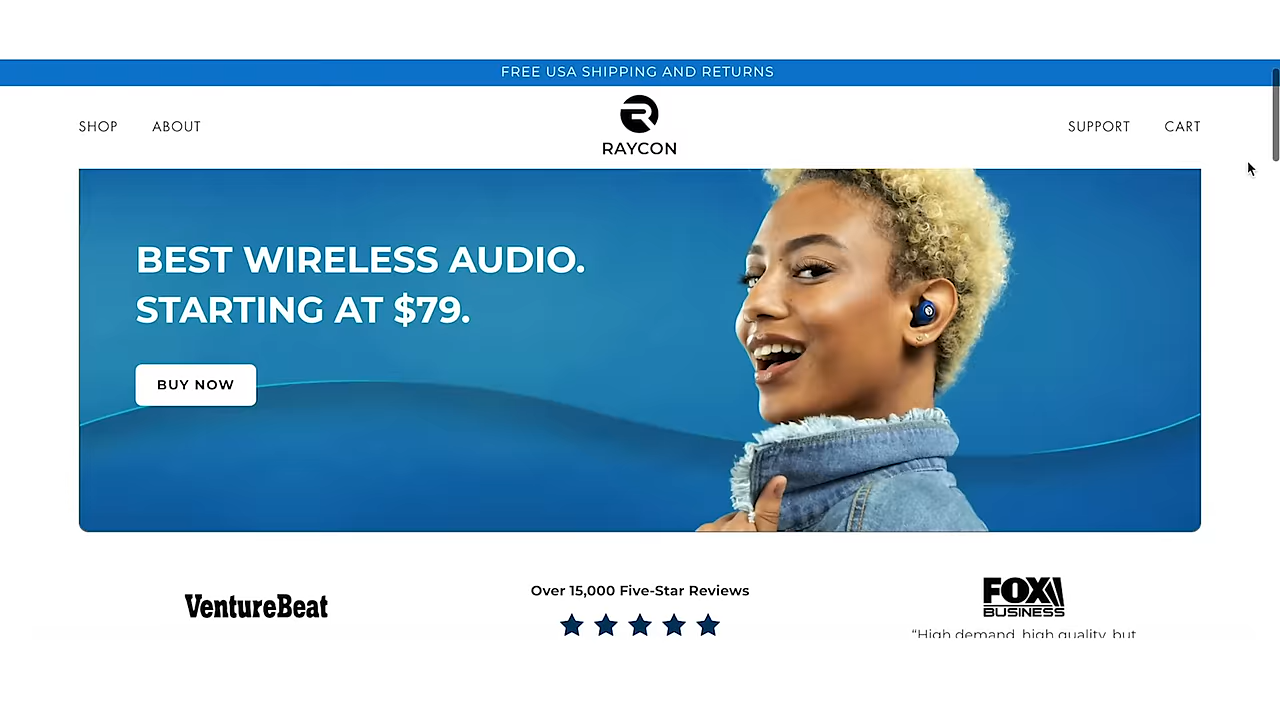 FREE USA SHIPPING AND RETURNS
SHOP ABOUT
RAYCON
SUPPORT CART
BEST WIRELESS AUDIO.
STARTING AT $79.
BUY NOW
VentureBeat
Over 15,000 Five-Star Reviews
FOX
BUSINESS
“High demand, high quality, but